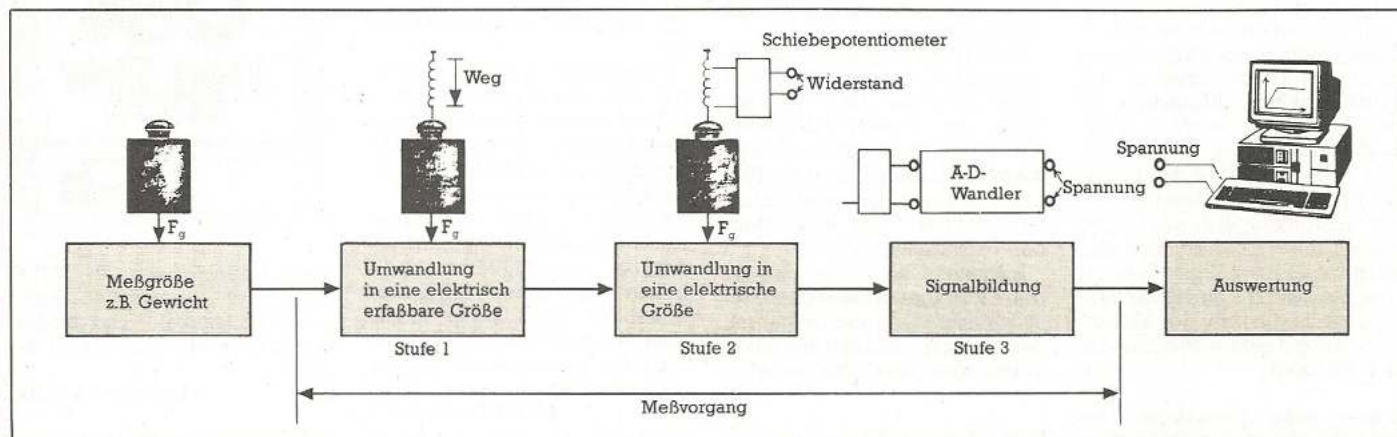 Schiebepotentiometer
Weg
Widerstand
Spannung
A-D-
Wandler
Spannung
F_g
F_g
F_g
Meßgröße
z.B. Gewicht
Umwandlung
in eine elektrisch
erfaßbare Größe
Umwandlung in
eine elektrische
Größe
Signalbildung
Auswertung
Stufe 1
Stufe 2
Stufe 3
Meßvorgang